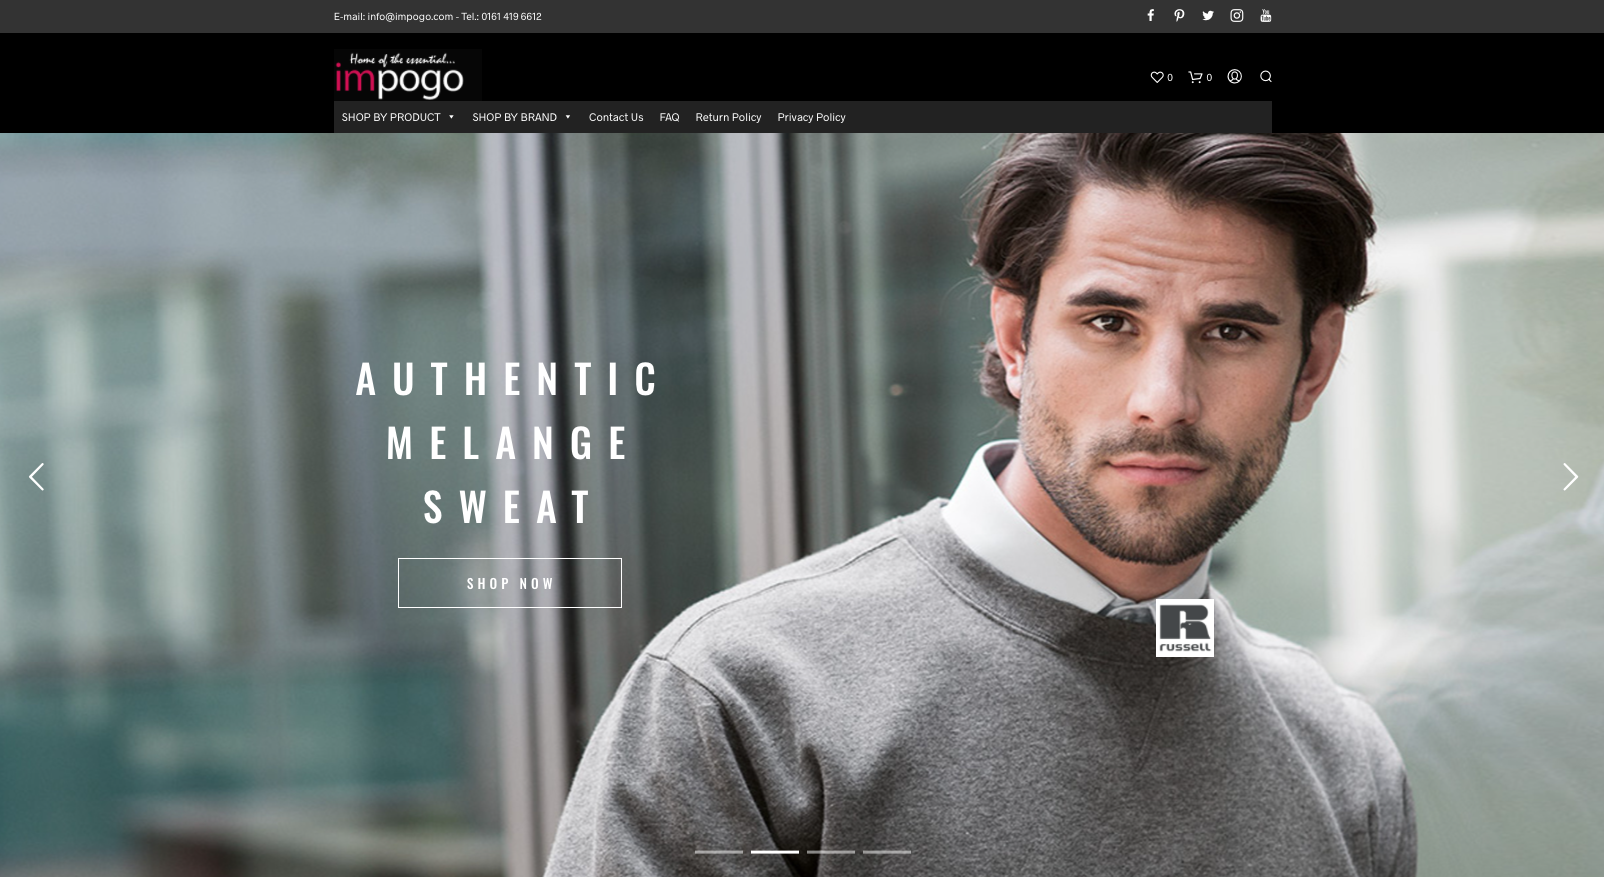 E-mail: info@impogo.com - Tel.: 0161 419 6612
Home of the essential...
impogo
0 0
SHOP BY PRODUCT SHOP BY BRAND Contact Us FAQ Return Policy Privacy Policy
AUTHENTIC
MELANGE
SWEAT
SHOP NOW
R
russell